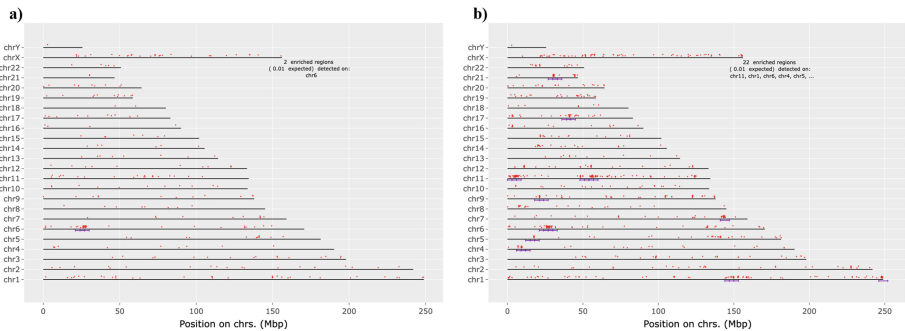 a)
chrY
chrX
chr22
chr21
chr20
chr19
chr18
chr17
chr16
chr15
chr14
chr13
chr12
chr11
chr10
chr9
chr8
chr7
chr6
chr5
chr4
chr3
chr2
chr1
2 enriched regions
( 0.01 expected) detected on:
chr6
0
50
100
150
200
250
Position on chrs. (Mbp)
b)
chrY
chrX
chr22
chr21
chr20
chr19
chr18
chr17
chr16
chr15
chr14
chr13
chr12
chr11
chr10
chr9
chr8
chr7
chr6
chr5
chr4
chr3
chr2
chr1
22 enriched regions
( 0.01 expected) detected on:
chr11, chr1, chr6, chr4, chr5, ...
0
50
100
150
200
250
Position on chrs. (Mbp)